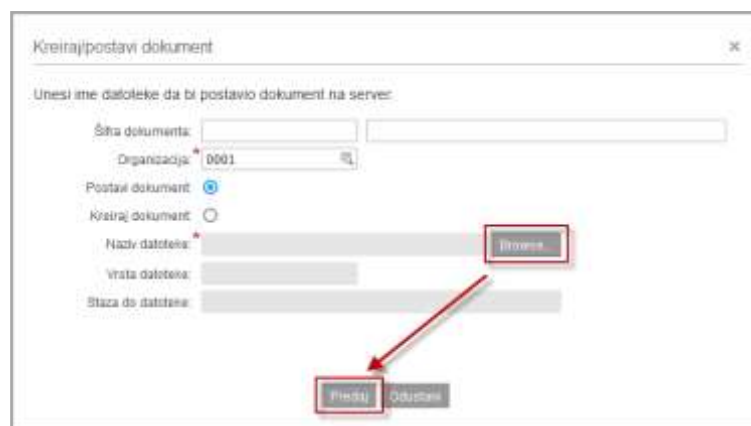 Kreiraj/postavi dokument
Unesi ime datoteke da bi postavio dokument na server.
Šifra dokumenta:
Organizacija:* 0001
Postavi dokument:
Kreiraj dokument:
Naziv datoteke:* Browse...
Vrsta datoteke:
Staza do datoteke:
Predaj Odustani